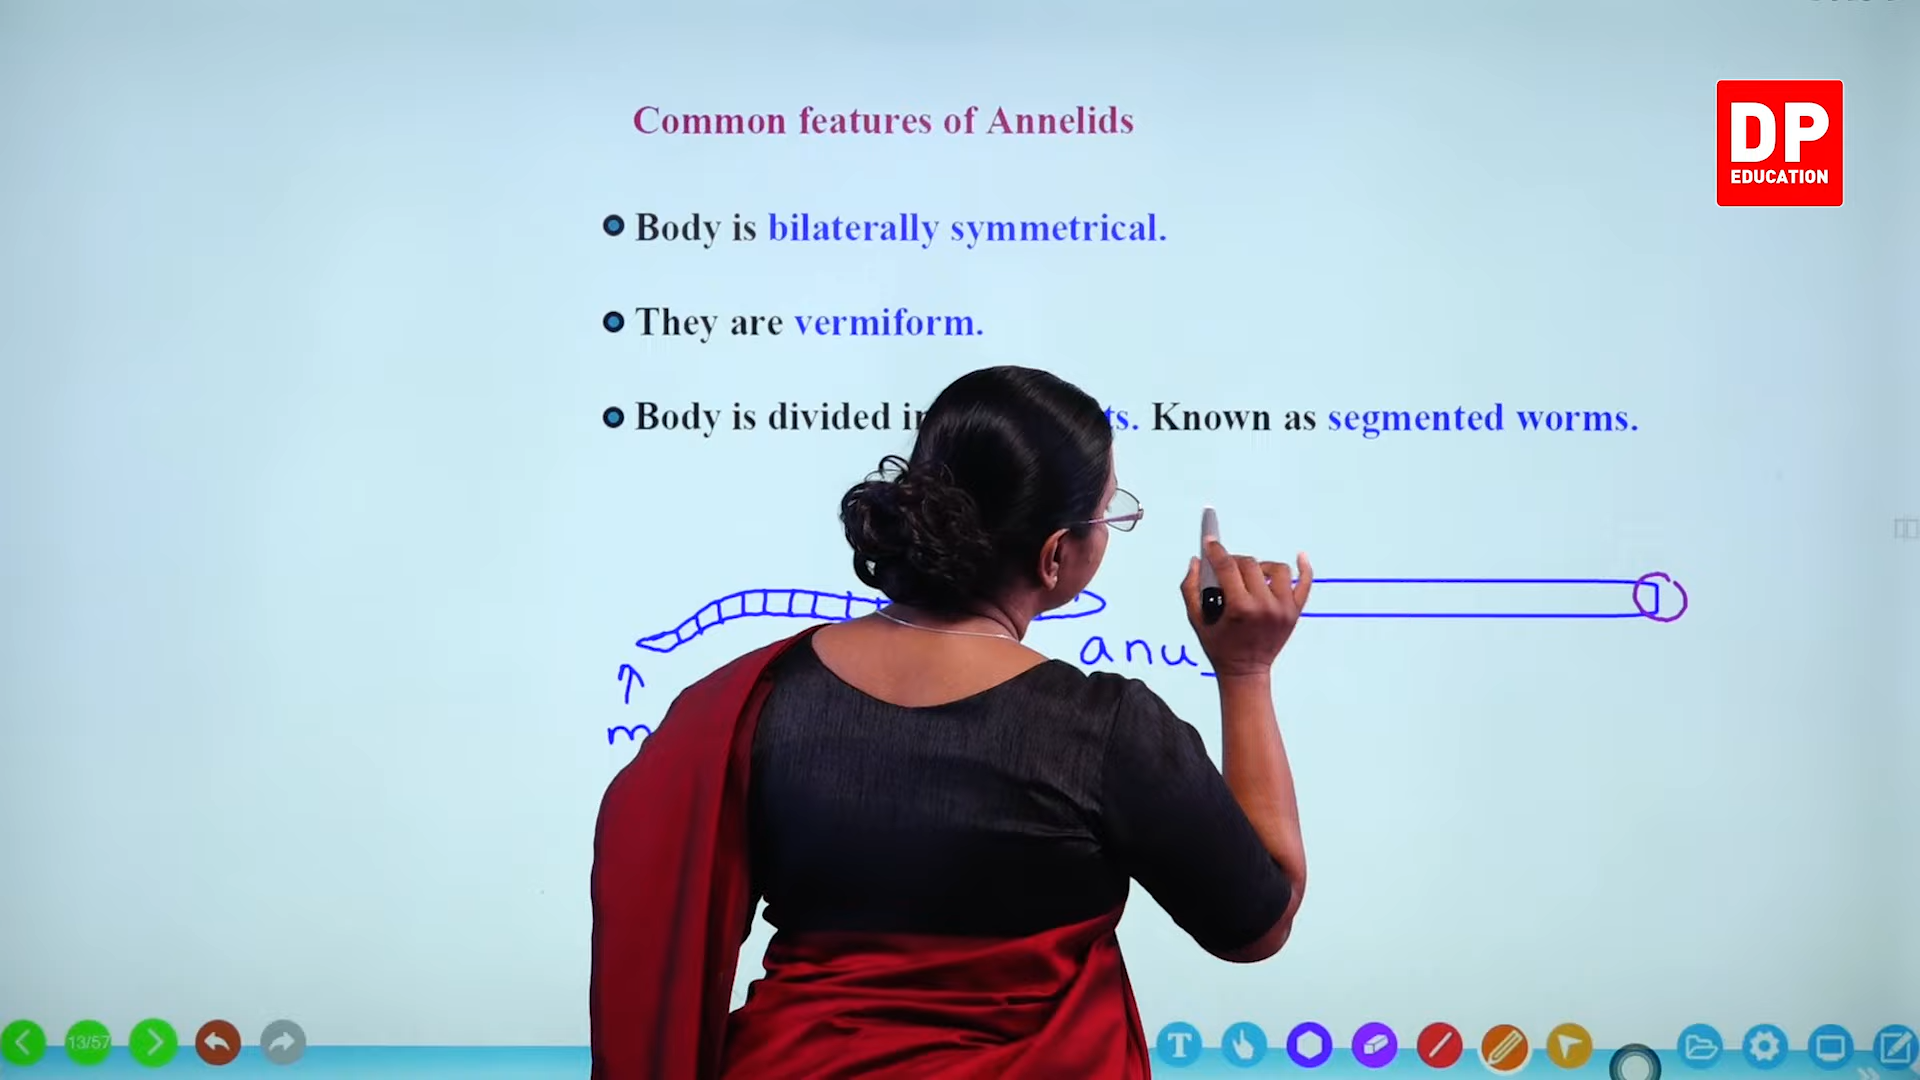 Common features of Annelids
DP
EDUCATION
Body is bilaterally symmetrical.
They are vermiform.
Body is divided ts. Known as segmented worms.
anu
m
13/57
T